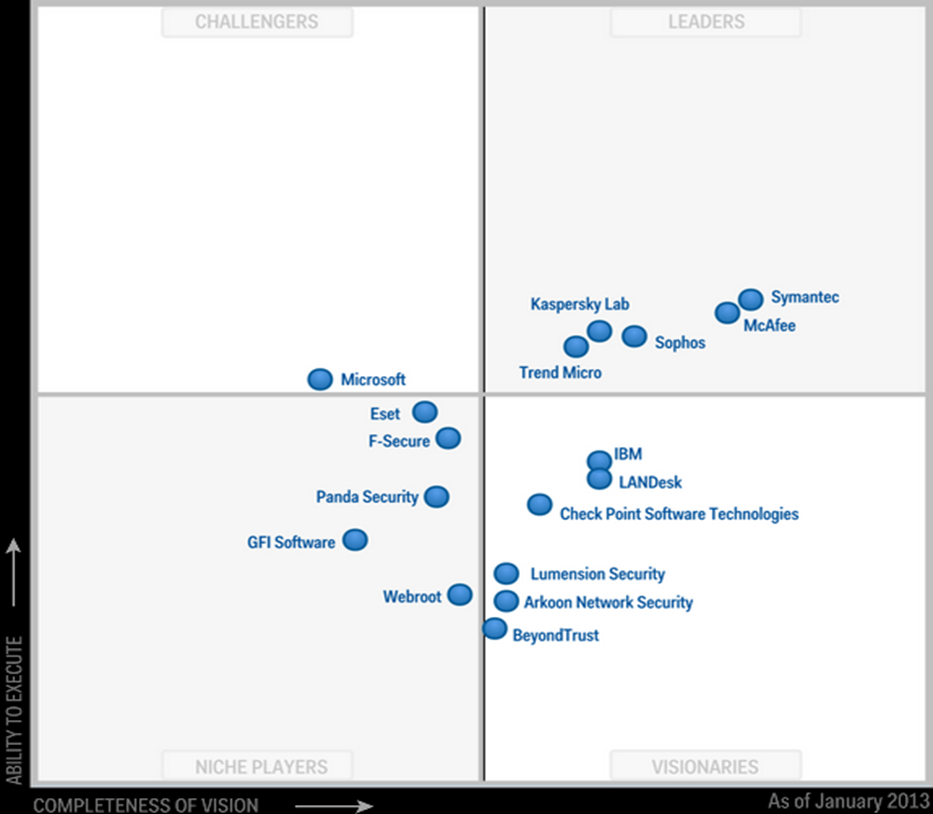 CHALLENGERS
LEADERS
Kaspersky Lab
Symantec
McAfee
Sophos
Trend Micro
Microsoft
Eset
F-Secure
IBM
LANDesk
Panda Security
Check Point Software Technologies
GFI Software
Lumension Security
Webroot
Arkoon Network Security
BeyondTrust
NICHE PLAYERS
VISIONARIES
ABILITY TO EXECUTE
COMPLETENESS OF VISION
As of January 2013